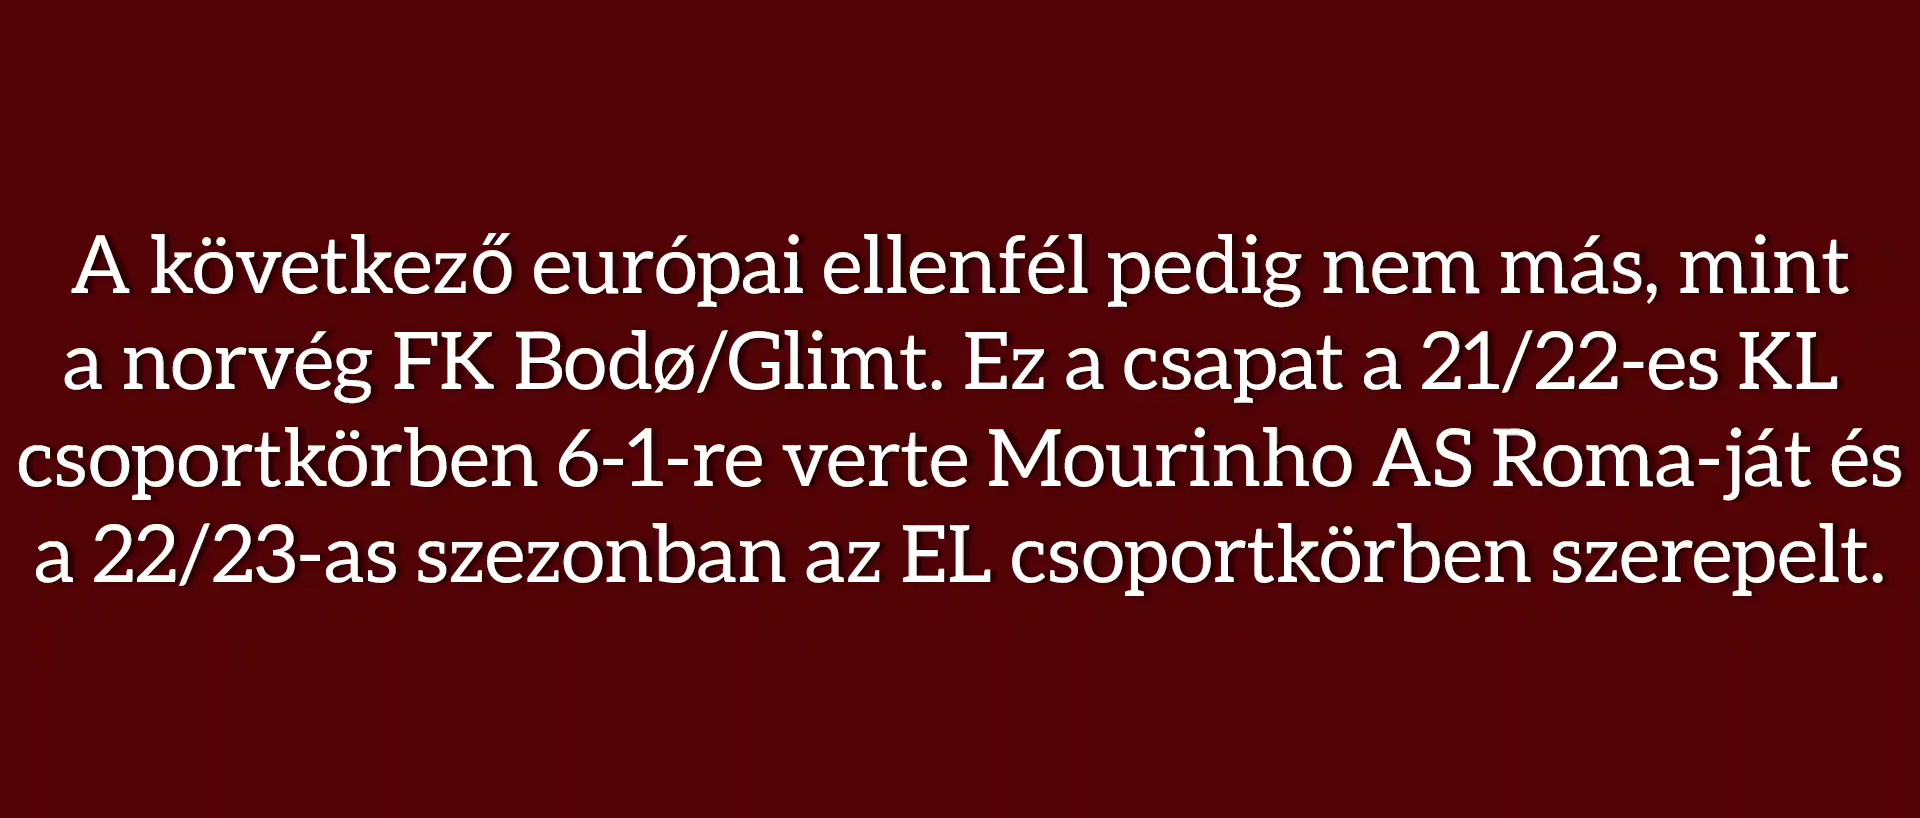 A következő európai ellenfél pedig nem más, mint
a norvég FK Bodø/Glimt. Ez a csapat a 21/22-es KL
csoportkörben 6-1-re verte Mourinho AS Roma-ját és
a 22/23-as szezonban az EL csoportkörben szerepelt.